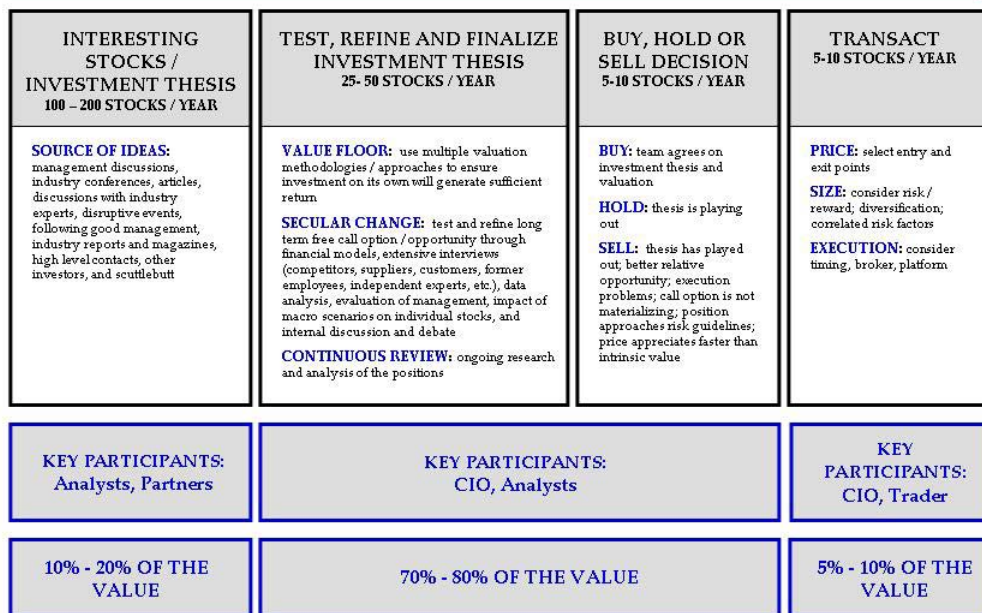 INTERESTING
STOCKS /
INVESTMENT THESIS
100 – 200 STOCKS / YEAR
SOURCE OF IDEAS:
management discussions,
industry conferences, articles,
discussions with industry
experts, disruptive events,
following good management,
industry reports and magazines,
high level contacts, other
investors, and scuttlebutt
TEST, REFINE AND FINALIZE
INVESTMENT THESIS
25- 50 STOCKS / YEAR
VALUE FLOOR: use multiple valuation
methodologies / approaches to ensure
investment on its own will generate sufficient
return
SECULAR CHANGE: test and refine long
term free call option / opportunity through
financial models, extensive interviews
(competitors, suppliers, customers, former
employees, independent experts, etc.), data
analysis, evaluation of management, impact of
macro scenarios on individual stocks, and
internal discussion and debate
CONTINUOUS REVIEW: ongoing research
and analysis of the positions
BUY, HOLD OR
SELL DECISION
5-10 STOCKS / YEAR
BUY: team agrees on
investment thesis and
valuation
HOLD: thesis is playing
out
SELL: thesis has played
out; better relative
opportunity; execution
problems; call option is not
materializing; position
approaches risk guidelines;
price appreciates faster than
intrinsic value
TRANSACT
5-10 STOCKS / YEAR
PRICE: select entry and
exit points
SIZE: consider risk /
reward; diversification;
correlated risk factors
EXECUTION: consider
timing, broker, platform
KEY PARTICIPANTS:
Analysts, Partners
KEY PARTICIPANTS:
CIO, Analysts
KEY
PARTICIPANTS:
CIO, Trader
10% - 20% OF THE
VALUE
70% - 80% OF THE VALUE
5% - 10% OF THE
VALUE